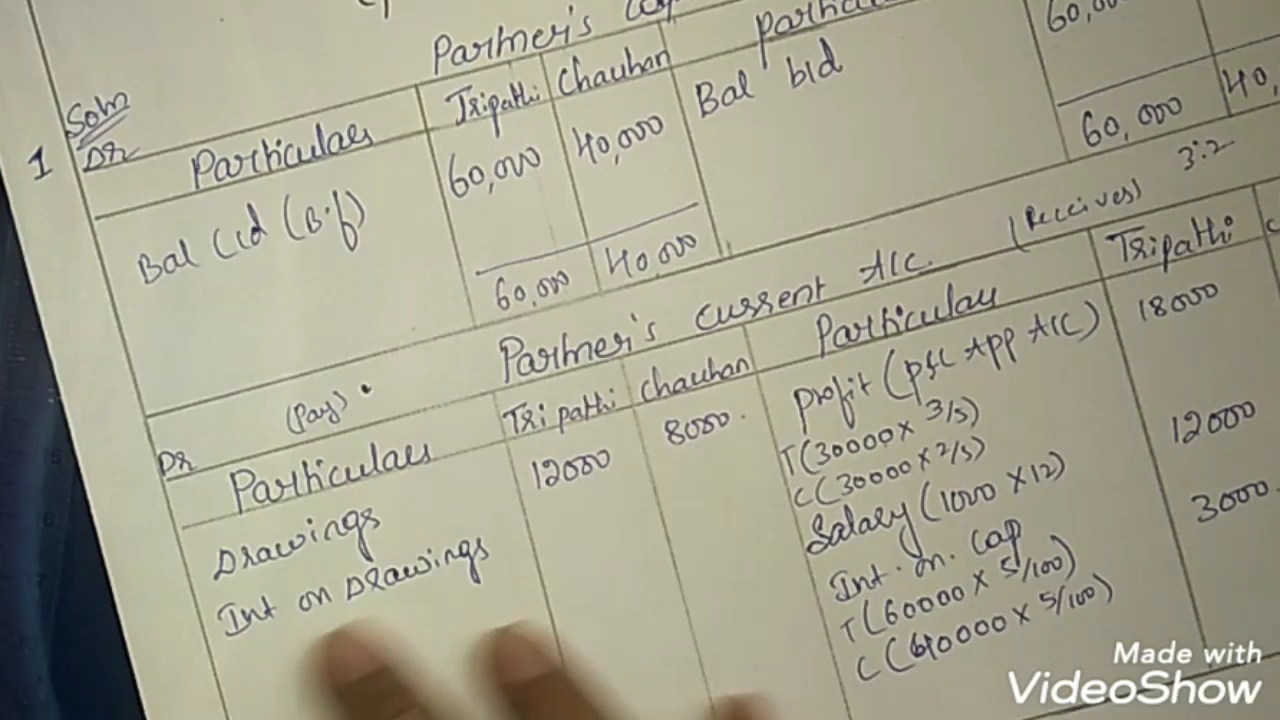 Partner's Cap
Soln
1
Dr
Particulars Tripathi Chauhan Particulars
Bal c/d (B.f) 60,000 40,000 Bal b/d 60,000
60,000 40,000 60,000 40,
Partner's current A/C. (Receives) 3:2
(Pay)
Dr
Particulars Tripathi Chauhan Particulars Tripathi C
Drawings 12000 8000. Profit (P&L App A/C) 18000
T(30000 x 3/5)
C(30000 x 2/5)
Int on Drawings Salary (1000 x 12) 12000
Int. on. Cap 3000.
T(60000 x 5/100)
C(40000 x 5/100)
Made with
VideoShow